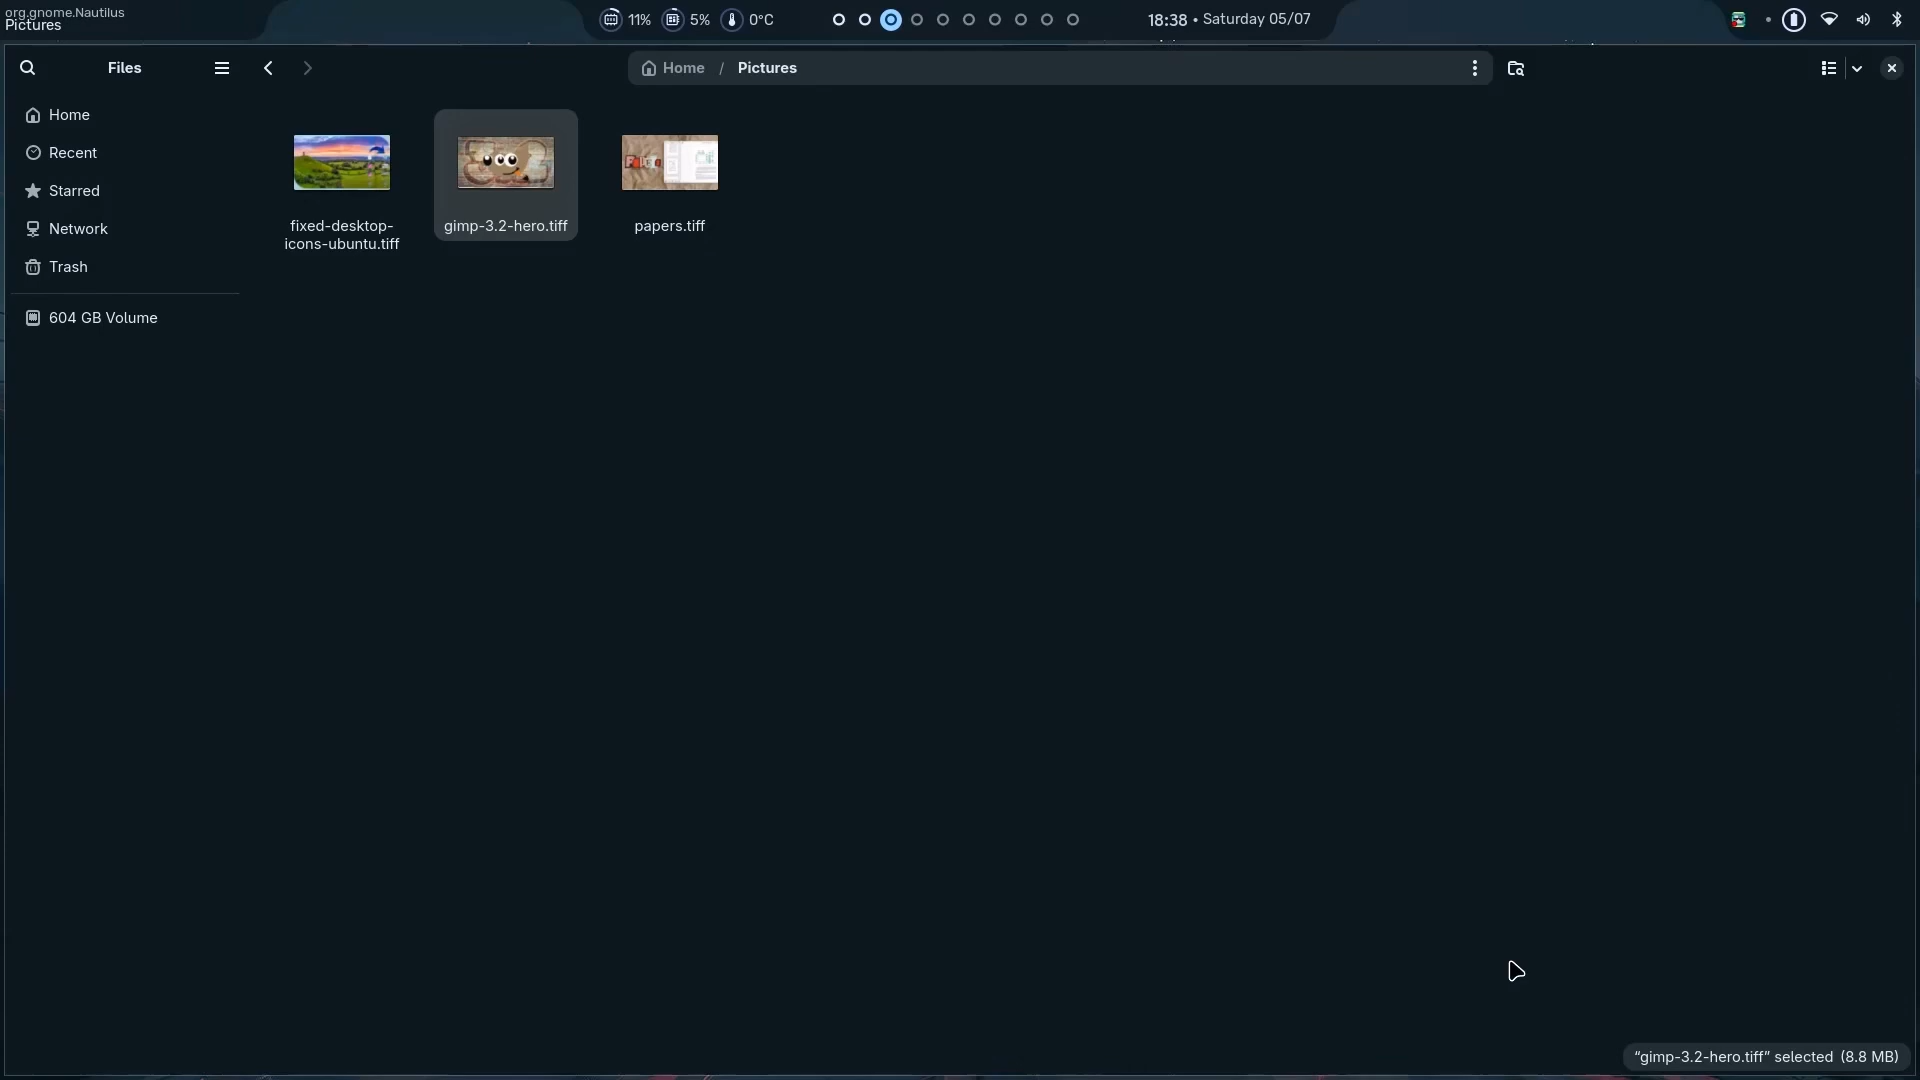 org.gnome.Nautilus
Pictures
11%
5%
0°C
18:38 • Saturday 05/07
Files
Home / Pictures
Home
Recent
Starred
Network
Trash
604 GB Volume
fixed-desktop-
icons-ubuntu.tiff
gimp-3.2-hero.tiff
papers.tiff
“gimp-3.2-hero.tiff” selected (8.8 MB)